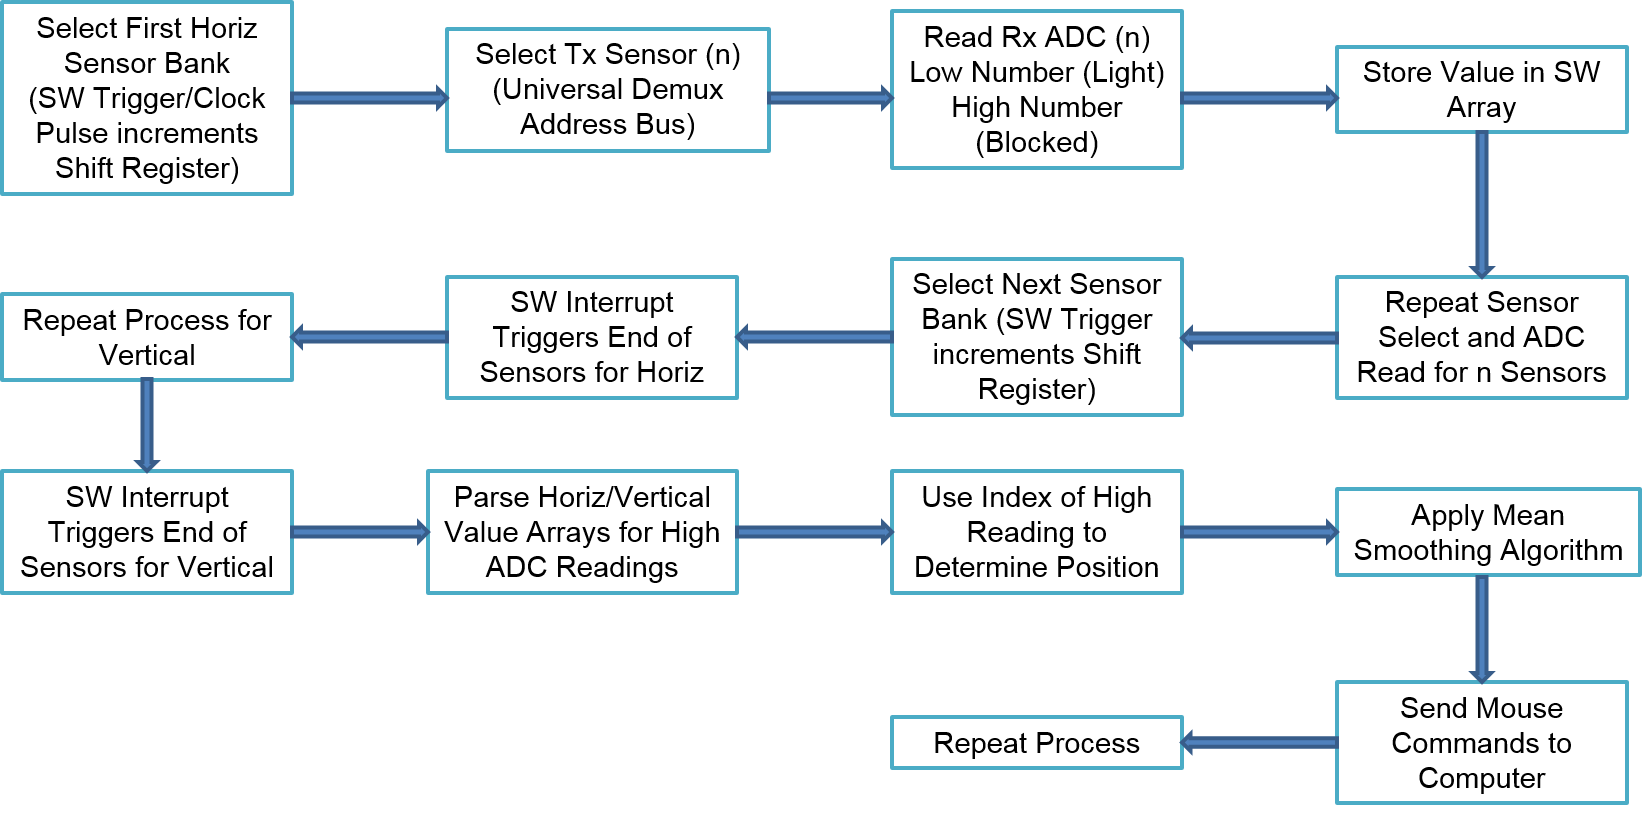 Select First Horiz
Sensor Bank
(SW Trigger/Clock
Pulse increments
Shift Register)
Select Tx Sensor (n)
(Universal Demux
Address Bus)
Read Rx ADC (n)
Low Number (Light)
High Number
(Blocked)
Store Value in SW
Array
Repeat Sensor
Select and ADC
Read for n Sensors
Select Next Sensor
Bank (SW Trigger
increments Shift
Register)
SW Interrupt
Triggers End of
Sensors for Horiz
Repeat Process for
Vertical
SW Interrupt
Triggers End of
Sensors for Vertical
Parse Horiz/Vertical
Value Arrays for High
ADC Readings
Use Index of High
Reading to
Determine Position
Apply Mean
Smoothing Algorithm
Send Mouse
Commands to
Computer
Repeat Process